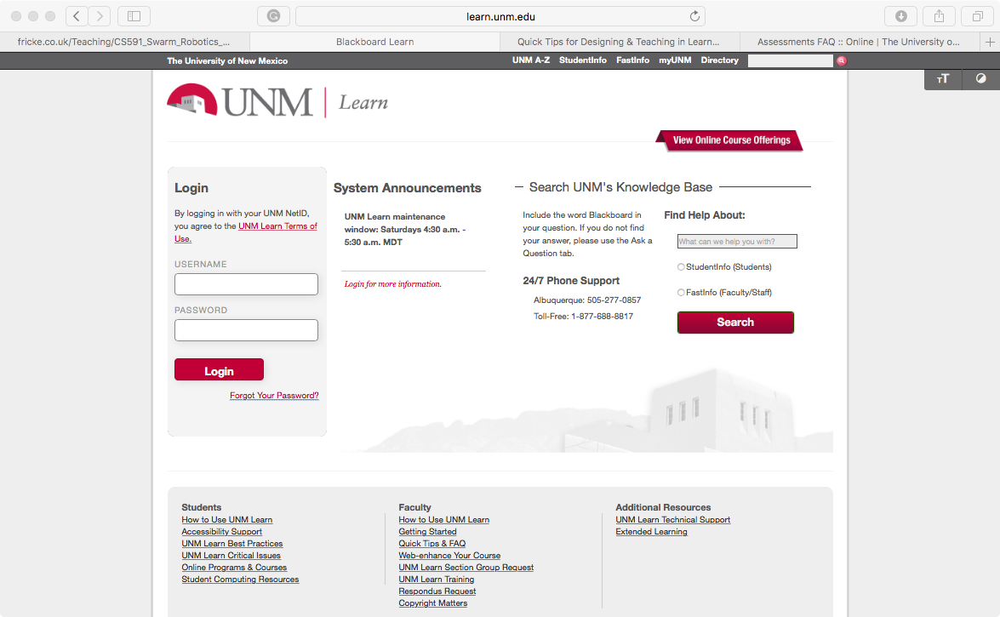 learn.unm.edu
fricke.co.uk/Teaching/CS591_Swarm_Robotics_...
Blackboard Learn
Quick Tips for Designing & Teaching in Learn...
Assessments FAQ :: Online | The University o...
The University of New Mexico
UNM A-Z StudentInfo FastInfo myUNM Directory
TT
UNM | Learn
View Online Course Offerings
Login
By logging in with your UNM NetID,
you agree to the UNM Learn Terms of
Use.
USERNAME
PASSWORD
Login
Forgot Your Password?
System Announcements
UNM Learn maintenance
window: Saturdays 4:30 a.m. -
5:30 a.m. MDT
Login for more information.
Search UNM's Knowledge Base
Include the word Blackboard in
your question. If you do not find
your answer, please use the Ask a
Question tab.
24/7 Phone Support
Albuquerque: 505-277-0857
Toll-Free: 1-877-688-8817
Find Help About:
What can we help you with?
StudentInfo (Students)
FastInfo (Faculty/Staff)
Search
Students
How to Use UNM Learn
Accessibility Support
UNM Learn Best Practices
UNM Learn Critical Issues
Online Programs & Courses
Student Computing Resources
Faculty
How to Use UNM Learn
Getting Started
Quick Tips & FAQ
Web-enhance Your Course
UNM Learn Section Group Request
UNM Learn Training
Respondus Request
Copyright Matters
Additional Resources
UNM Learn Technical Support
Extended Learning